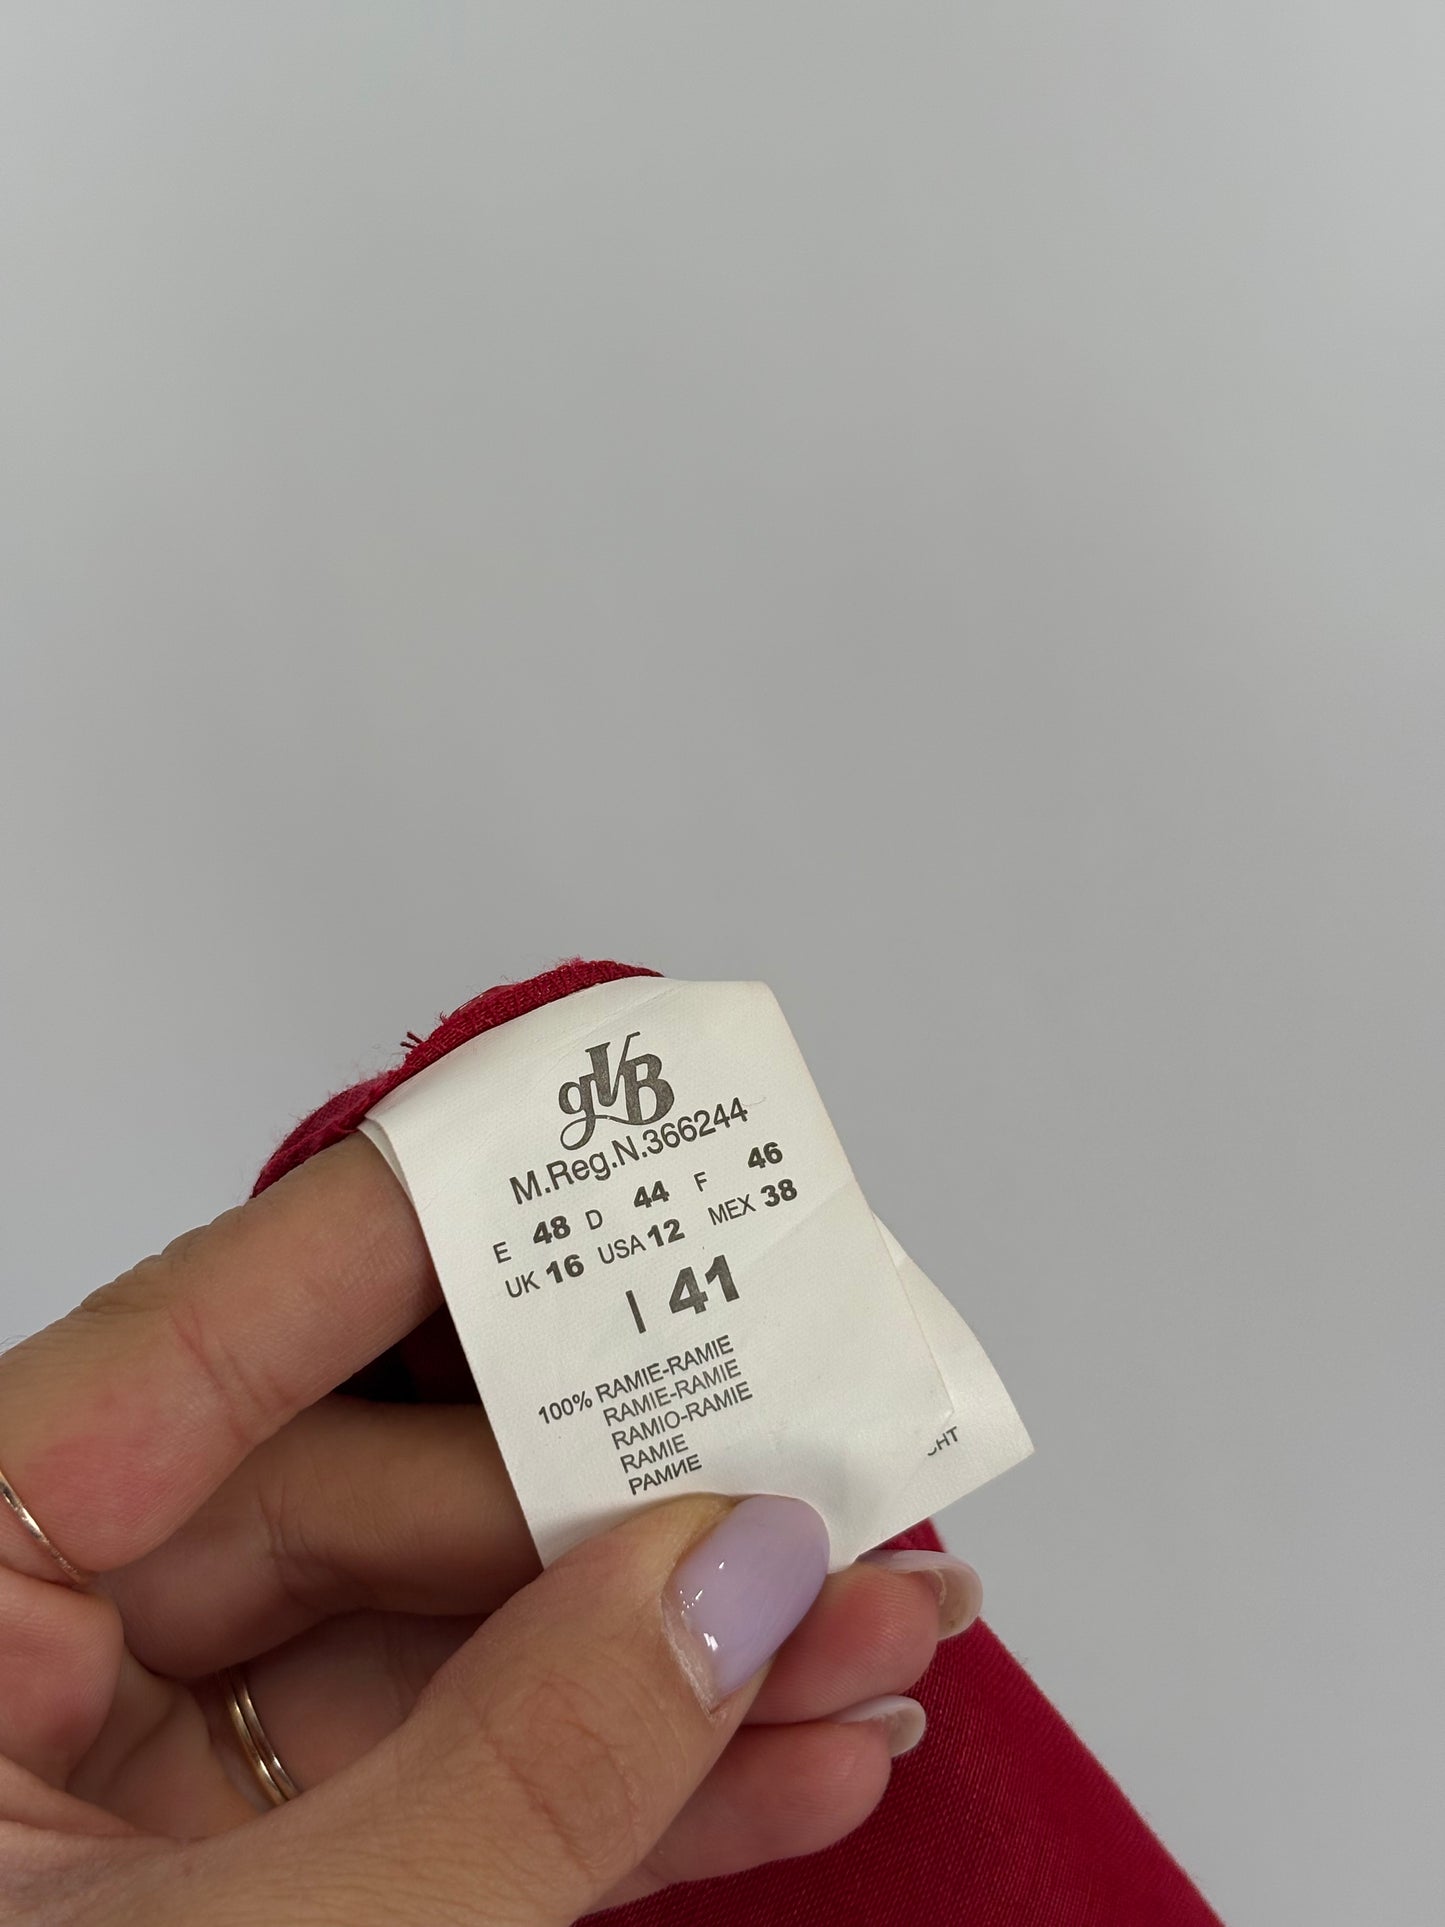 gVB
M.Reg.N.366244
E 48 D 44 F 46
UK 16 USA 12 MEX 38
I 41
100% RAMIE-RAMIE
RAMIE-RAMIE
RAMIO-RAMIE
RAMIE
РАМИЕ